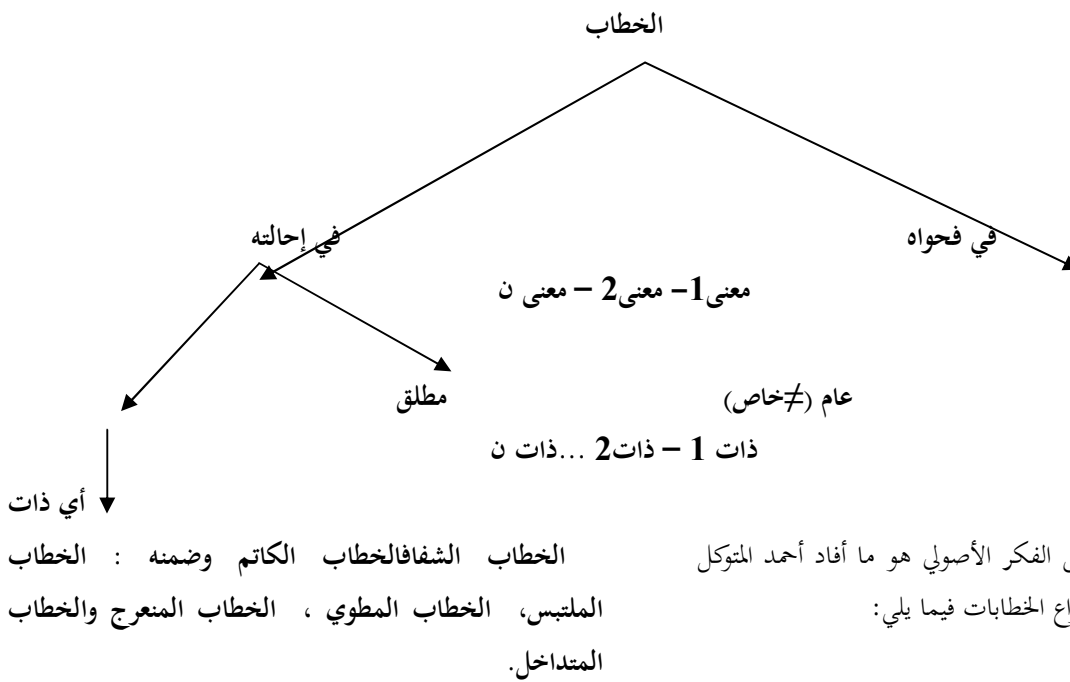 الخطاب
في فحواه
في إحالته
معنى1- معنى2 – معنى ن
عام (≠خاص)
مطلق
ذات 1 – ذات2 ...ذات ن
أي ذات
الفكر الأصولي هو ما أفاد أحمد المتوكل
الخطابات فيما يلي:
الخطاب الشفافالخطاب الكاتم وضمنه : الخطاب
الملتبس، الخطاب المطوي ، الخطاب المنعرج والخطاب
المتداخل.